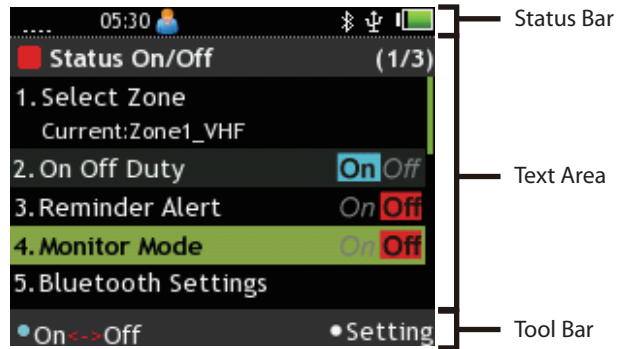 05:30
Status Bar
Status On/Off (1/3)
1.Select Zone
Current:Zone1_VHF
2.On Off Duty On Off
Text Area
3.Reminder Alert On Off
4.Monitor Mode On Off
5.Bluetooth Settings
On<->Off Setting
Tool Bar